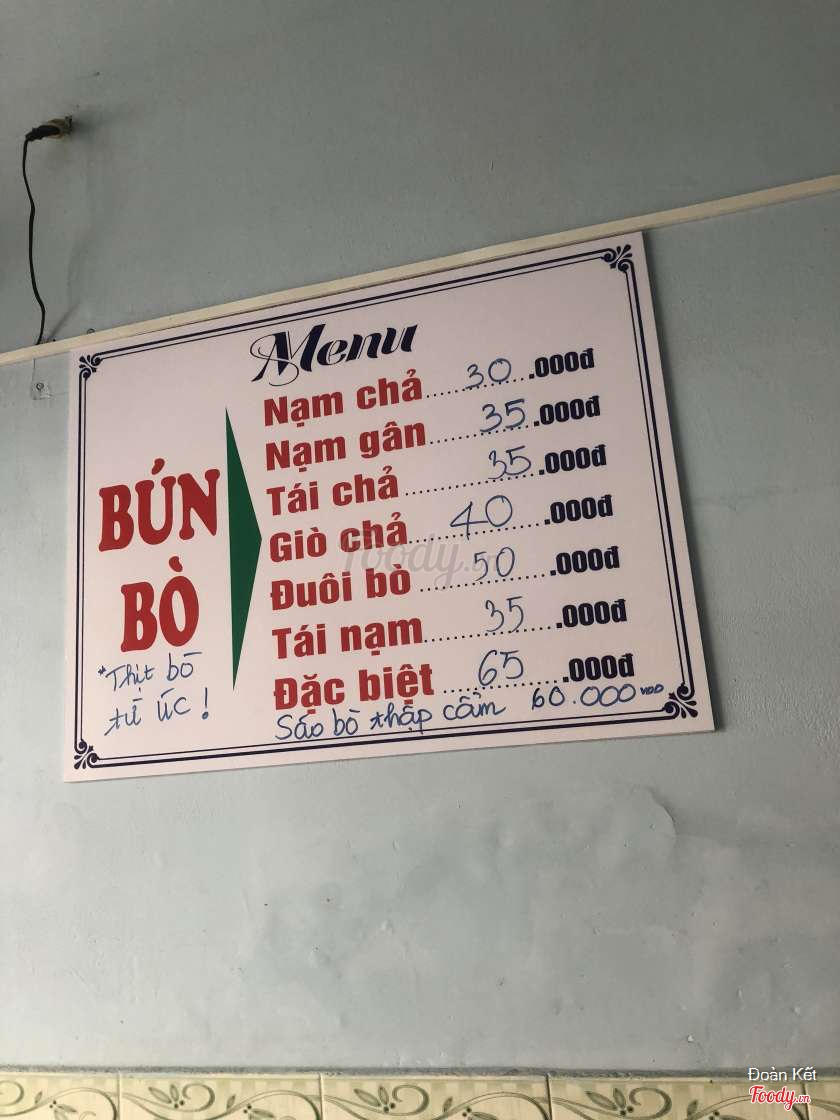 Menu
BÚN
BÒ
*Thịt bò
từ Úc!
Nạm chả.........30.....000đ
Nạm gân.........35.....000đ
Tái chả............35.....000đ
Giò chả.........40.....000đ
Đuôi bò.........50.....000đ
Tái nạm.........35.....000đ
Đặc biệt.........65.....000đ
Sáo bò thập cẩm 60.000 VND
Foody.vn
Đoàn Kết
Foody.vn